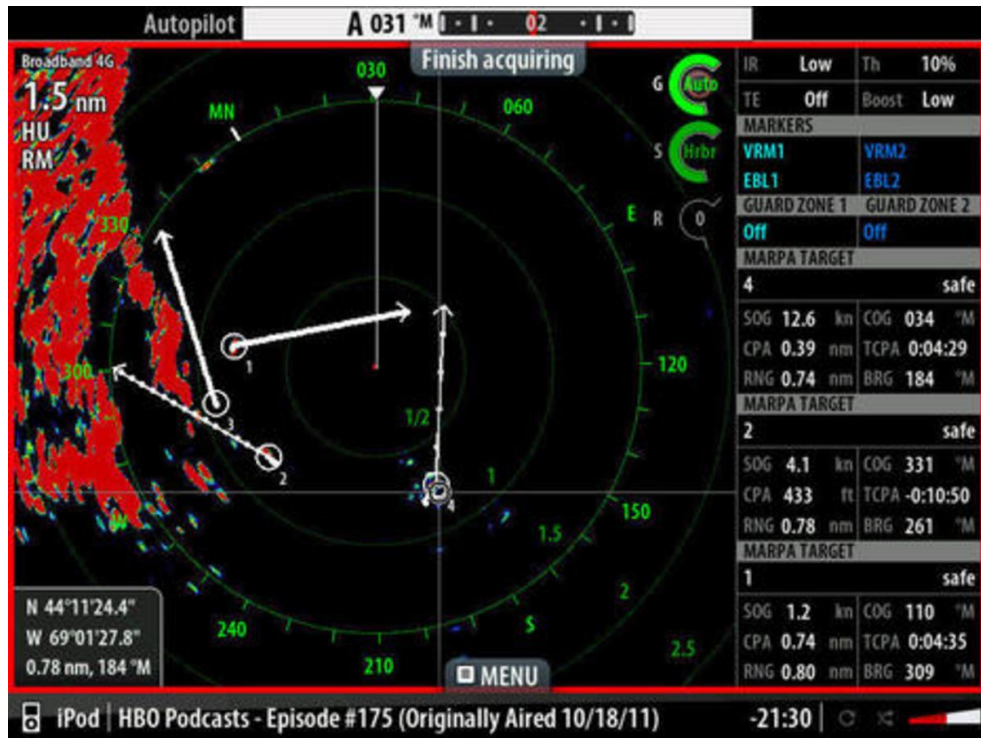 Autopilot A 031 °M 02
Broadband 4G
1.5 nm
HU
RM
Finish acquiring
030
MN
060
G Auto
S Hrbr
R 0
E
330
300
120
1/2
1
150
1.5
2
2.5
W
240
S
210
1
3
2
4
N 44°11'24.4"
W 69°01'27.8"
0.78 nm, 184 °M
MENU
IR Low Th 10%
TE Off Boost Low
MARKERS
VRM1 VRM2
EBL1 EBL2
GUARD ZONE 1 GUARD ZONE 2
Off Off
MARPA TARGET
4 safe
SOG 12.6 kn COG 034 °M
CPA 0.39 nm TCPA 0:04:29
RNG 0.74 nm BRG 184 °M
MARPA TARGET
2 safe
SOG 4.1 kn COG 331 °M
CPA 433 ft TCPA -0:10:50
RNG 0.78 nm BRG 261 °M
MARPA TARGET
1 safe
SOG 1.2 kn COG 110 °M
CPA 0.74 nm TCPA 0:04:35
RNG 0.80 nm BRG 309 °M
iPod HBO Podcasts - Episode #175 (Originally Aired 10/18/11) -21:30